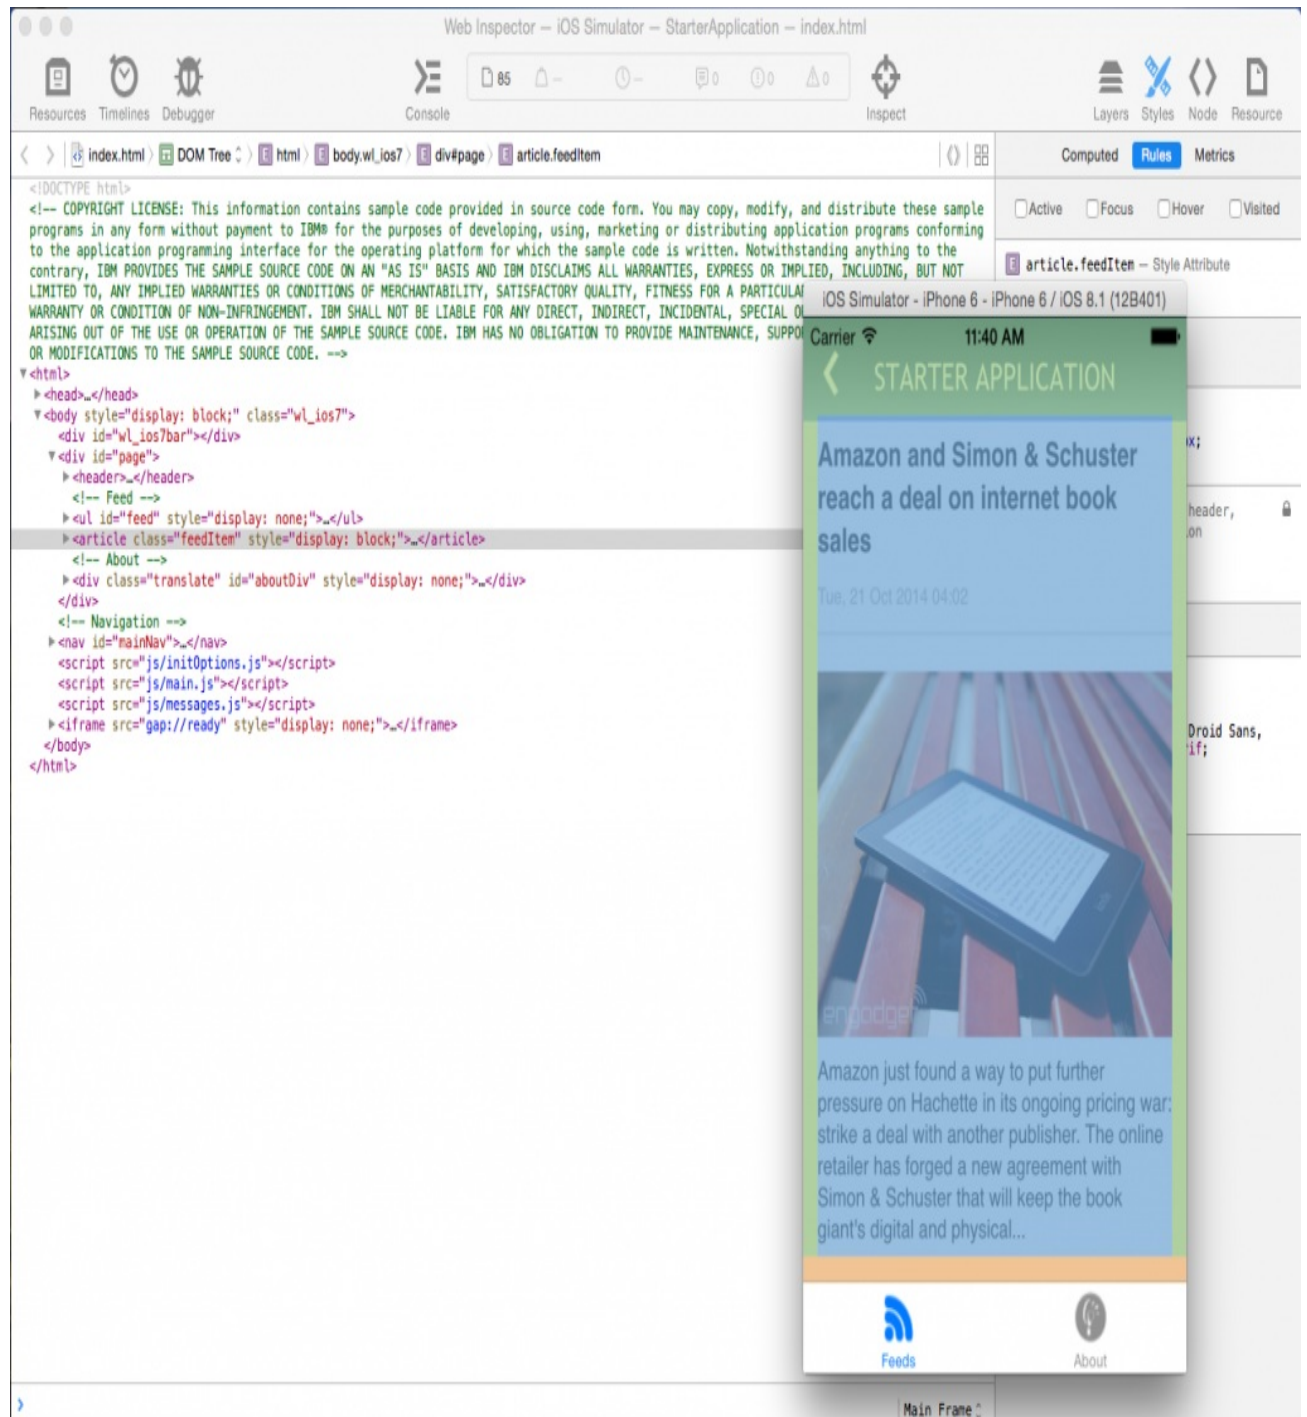 Web Inspector — iOS Simulator — StarterApplication — index.html
Resources Timelines Debugger Console 85 – – 0 0 0 Inspect Layers Styles Node Resource
index.html DOM Tree html body.wl_ios7 div#page article.feedItem
Computed Rules Metrics
Active Focus Hover Visited
article.feedItem — Style Attribute
<!DOCTYPE html>
<!-- COPYRIGHT LICENSE: This information contains sample code provided in source code form. You may copy, modify, and distribute these sample
programs in any form without payment to IBM® for the purposes of developing, using, marketing or distributing application programs conforming
to the application programming interface for the operating platform for which the sample code is written. Notwithstanding anything to the
contrary, IBM PROVIDES THE SAMPLE SOURCE CODE ON AN "AS IS" BASIS AND IBM DISCLAIMS ALL WARRANTIES, EXPRESS OR IMPLIED, INCLUDING, BUT NOT
LIMITED TO, ANY IMPLIED WARRANTIES OR CONDITIONS OF MERCHANTABILITY, SATISFACTORY QUALITY, FITNESS FOR A PARTICULA
WARRANTY OR CONDITION OF NON-INFRINGEMENT. IBM SHALL NOT BE LIABLE FOR ANY DIRECT, INDIRECT, INCIDENTAL, SPECIAL O
ARISING OUT OF THE USE OR OPERATION OF THE SAMPLE SOURCE CODE. IBM HAS NO OBLIGATION TO PROVIDE MAINTENANCE, SUPPO
OR MODIFICATIONS TO THE SAMPLE SOURCE CODE. -->
<html>
<head>…</head>
<body style="display: block;" class="wl_ios7">
<div id="wl_ios7bar"></div>
<div id="page">
<header>…</header>
<!-- Feed -->
<ul id="feed" style="display: none;">…</ul>
<article class="feedItem" style="display: block;">…</article>
<!-- About -->
<div class="translate" id="aboutDiv" style="display: none;">…</div>
</div>
<!-- Navigation -->
<nav id="mainNav">…</nav>
<script src="js/initOptions.js"></script>
<script src="js/main.js"></script>
<script src="js/messages.js"></script>
<iframe src="gap://ready" style="display: none;">…</iframe>
</body>
</html>
iOS Simulator - iPhone 6 - iPhone 6 / iOS 8.1 (12B401)
Carrier 11:40 AM
STARTER APPLICATION
Amazon and Simon & Schuster
reach a deal on internet book
sales
Tue, 21 Oct 2014 04:02
engadget
Amazon just found a way to put further
pressure on Hachette in its ongoing pricing war:
strike a deal with another publisher. The online
retailer has forged a new agreement with
Simon & Schuster that will keep the book
giant's digital and physical...
Feeds About
x;
header,
on
Droid Sans,
if;
Main Frame